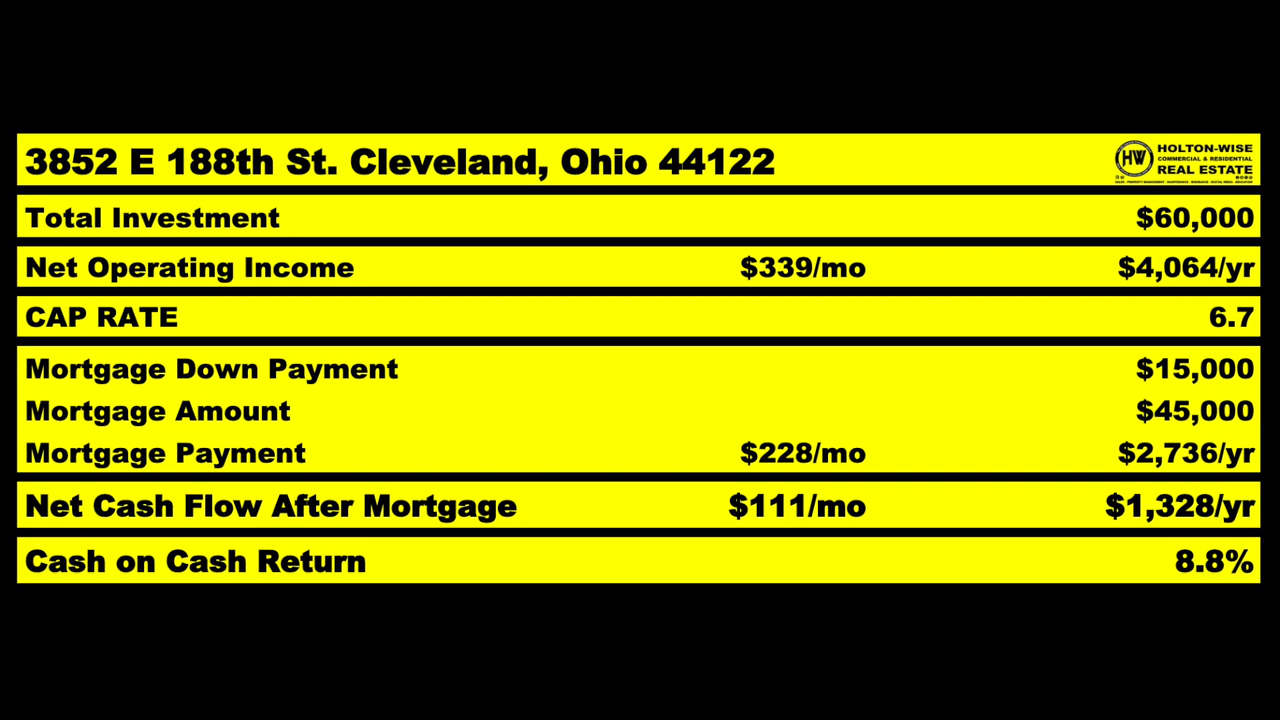 3852 E 188th St. Cleveland, Ohio 44122
HW
HOLTON-WISE
COMMERCIAL & RESIDENTIAL
REAL ESTATE
Total Investment $60,000
Net Operating Income $339/mo $4,064/yr
CAP RATE 6.7
Mortgage Down Payment $15,000
Mortgage Amount $45,000
Mortgage Payment $228/mo $2,736/yr
Net Cash Flow After Mortgage $111/mo $1,328/yr
Cash on Cash Return 8.8%